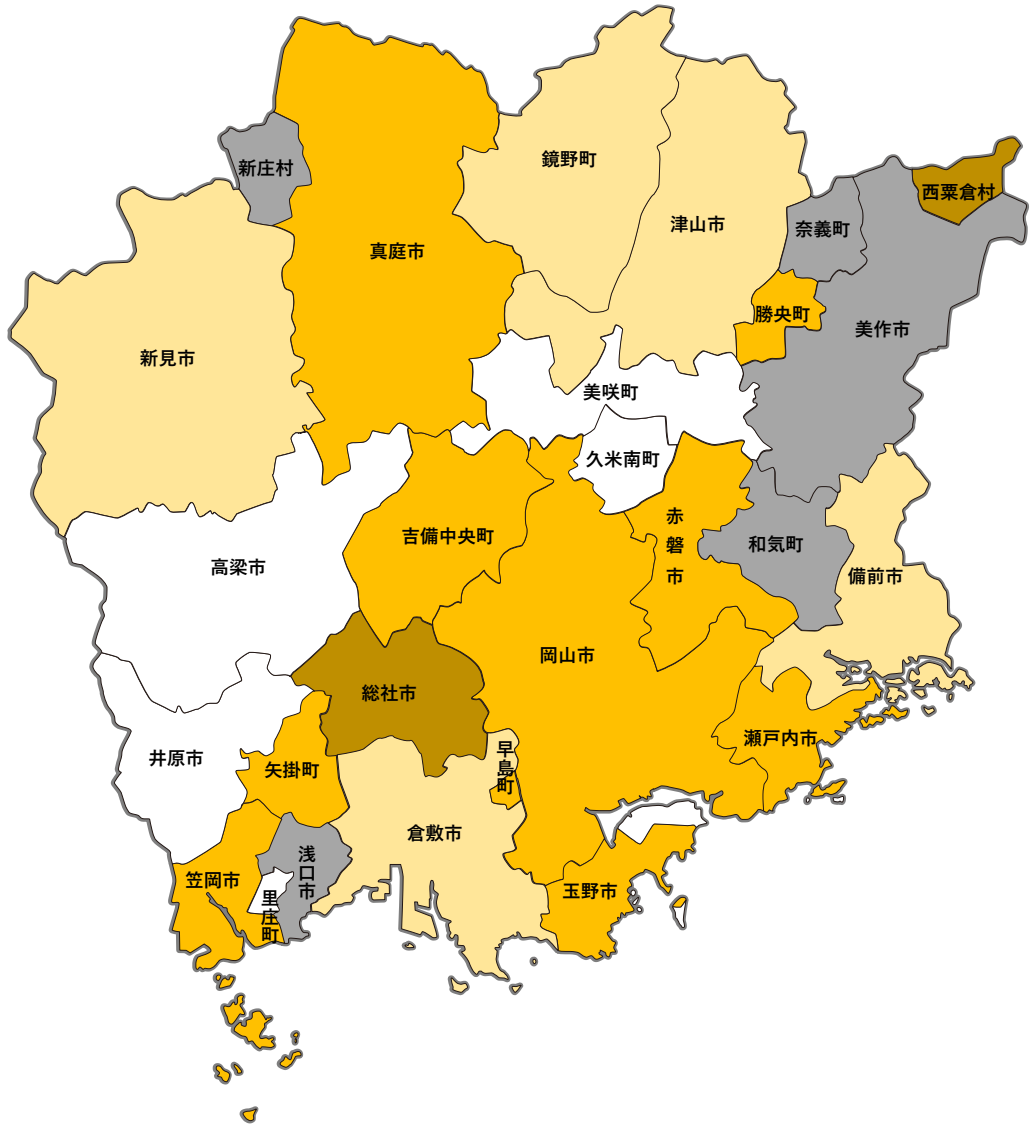 鏡野町
新庄村
西粟倉村
津山市
奈義町
真庭市
勝央町
美作市
新見市
美咲町
久米南町
赤磐市
吉備中央町
和気町
高梁市
備前市
岡山市
総社市
瀬戸内市
井原市
早島町
矢掛町
倉敷市
浅口市
笠岡市
玉野市
里庄町